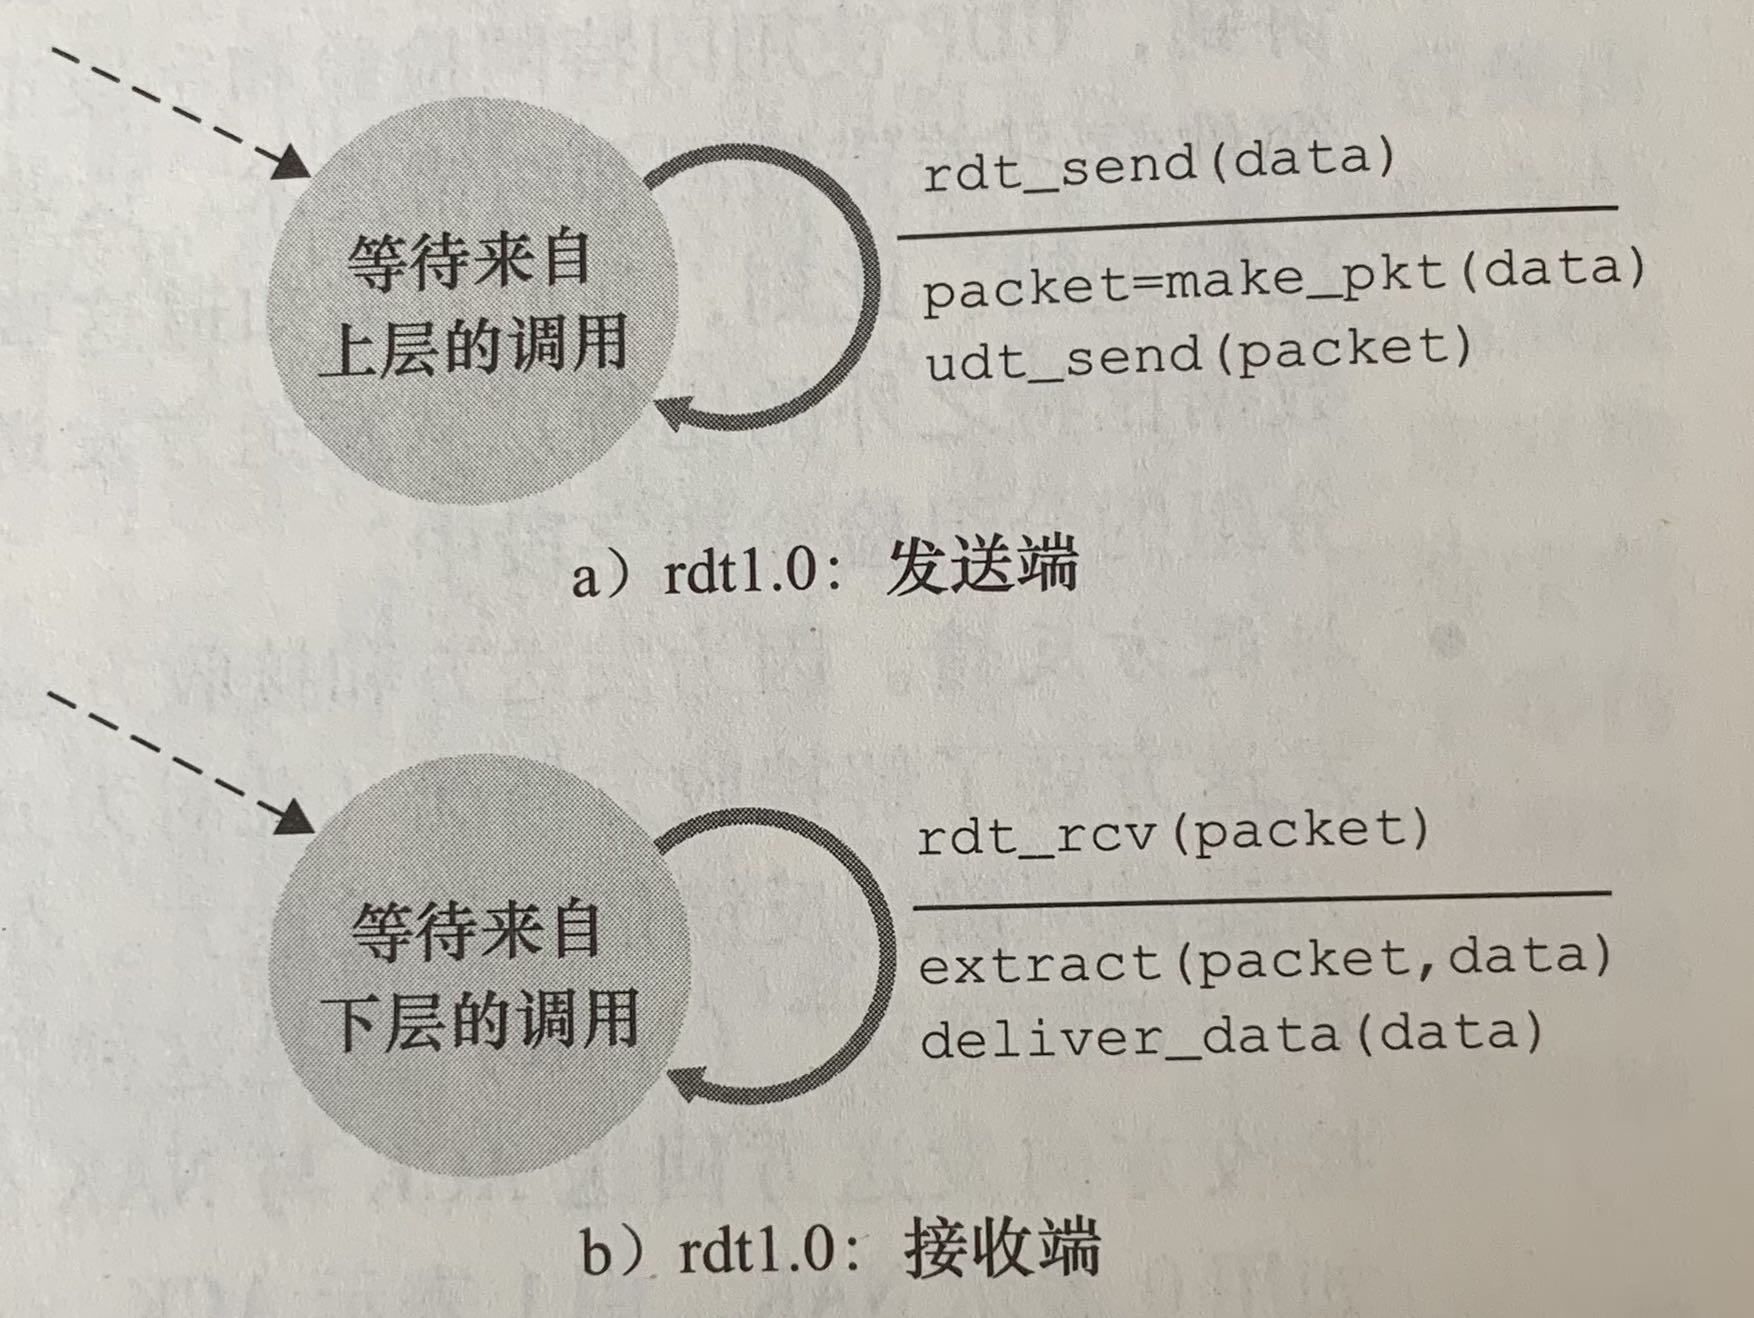 等待来自
上层的调用
rdt_send(data)
packet=make_pkt(data)
udt_send(packet)
a）rdt1.0：发送端
等待来自
下层的调用
rdt_rcv(packet)
extract(packet,data)
deliver_data(data)
b）rdt1.0：接收端